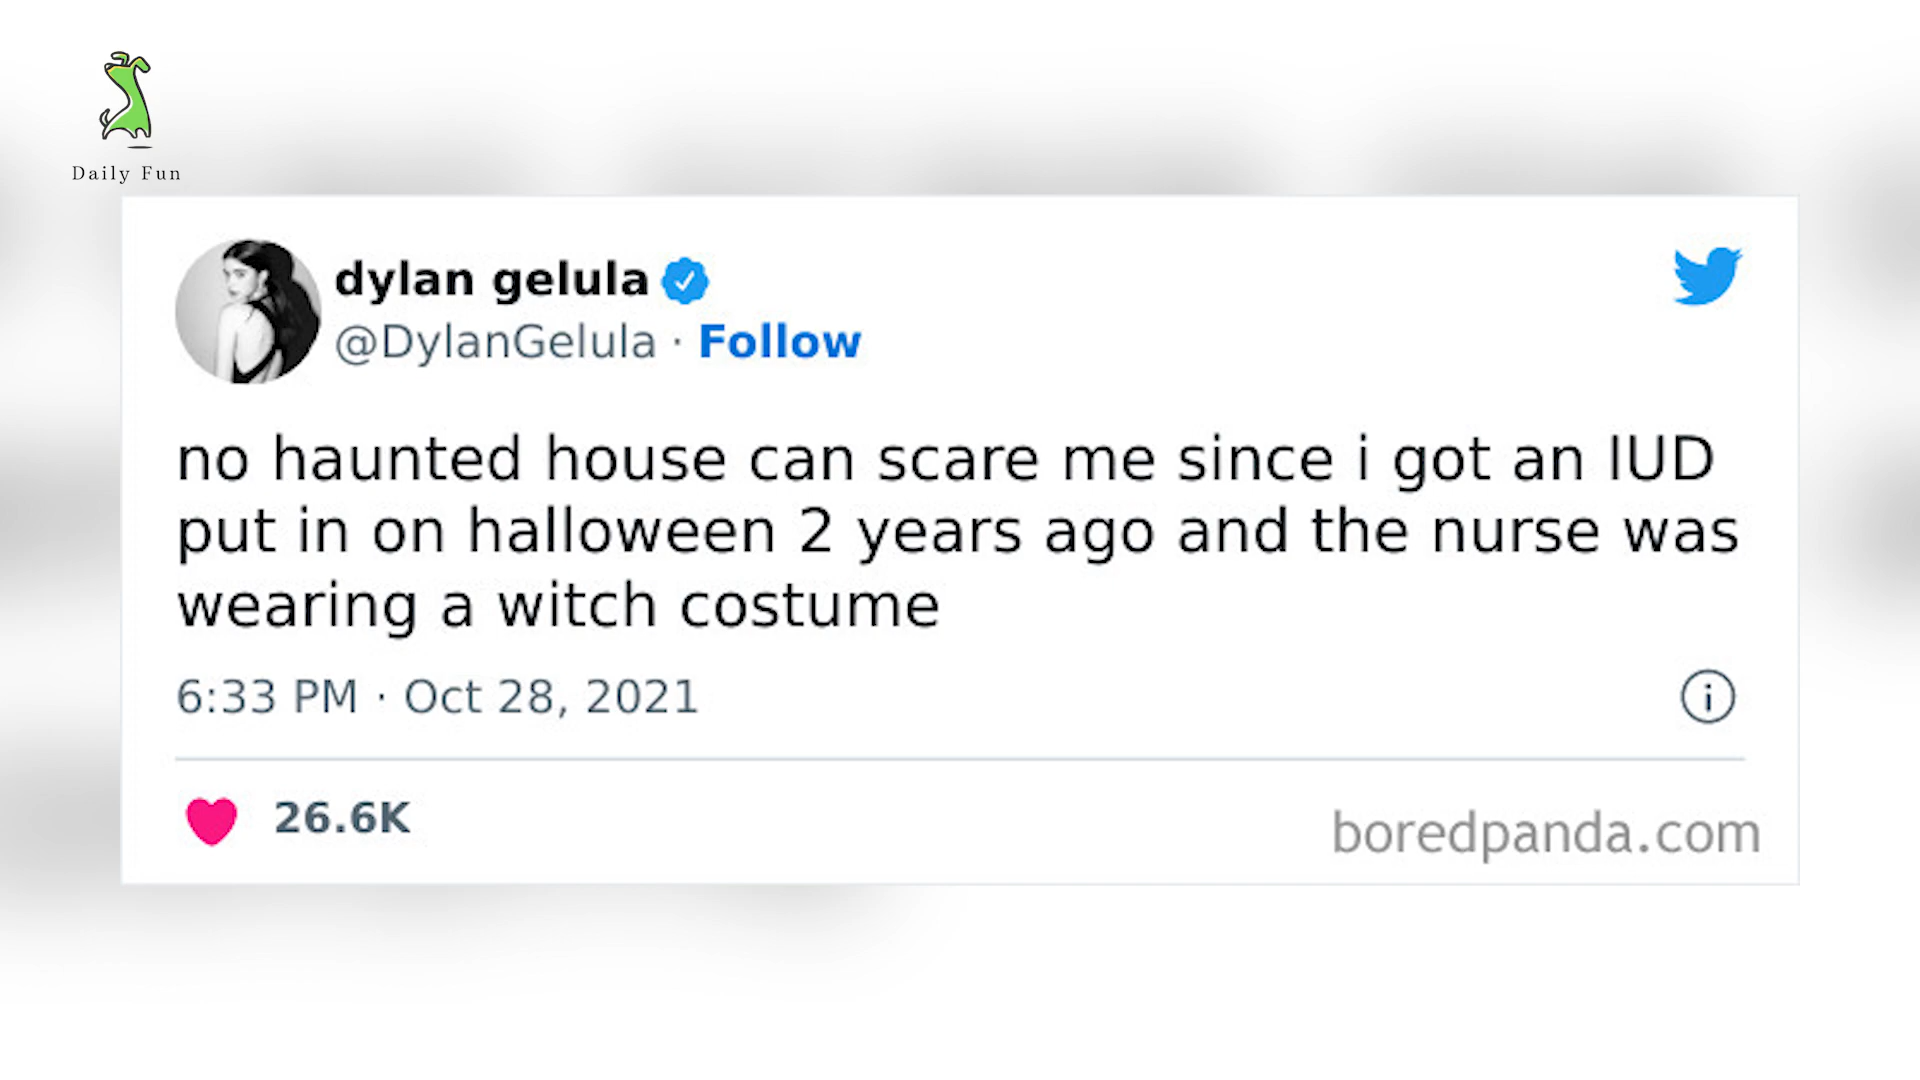 Daily Fun
dylan gelula
@DylanGelula · Follow
no haunted house can scare me since i got an IUD
put in on halloween 2 years ago and the nurse was
wearing a witch costume
6:33 PM · Oct 28, 2021
26.6K
boredpanda.com